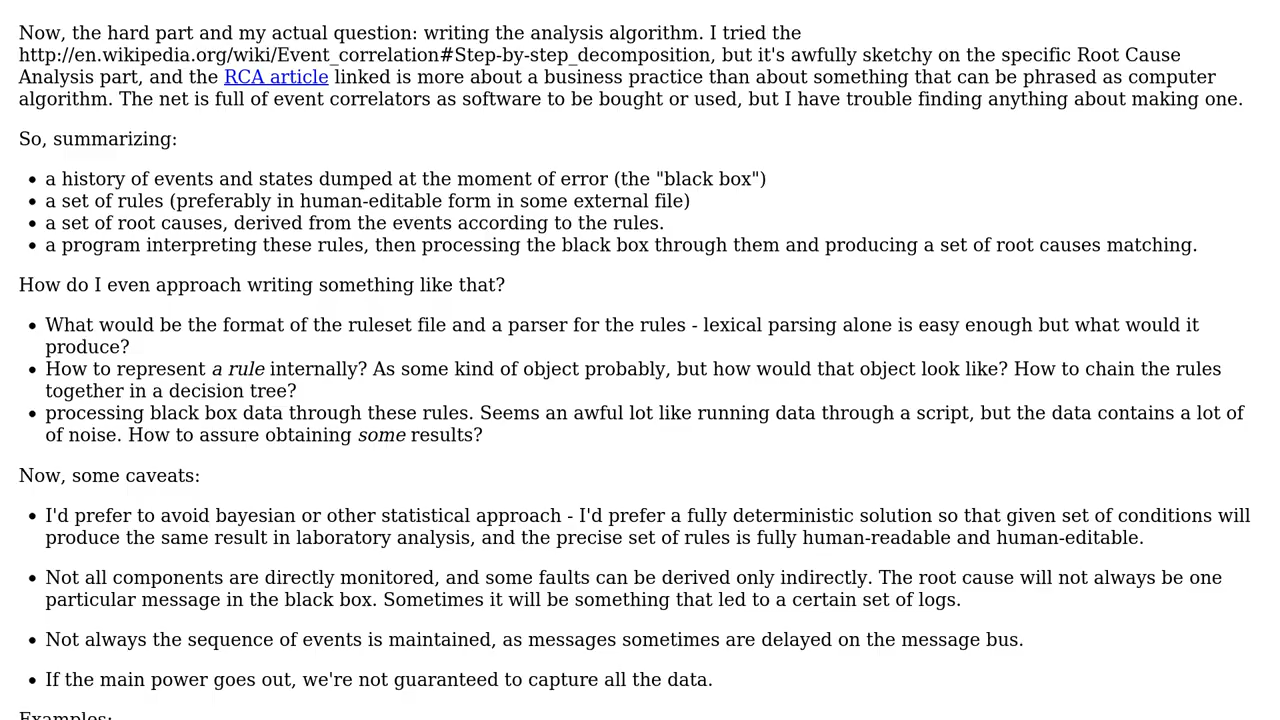 Now, the hard part and my actual question: writing the analysis algorithm. I tried the
http://en.wikipedia.org/wiki/Event_correlation#Step-by-step_decomposition, but it's awfully sketchy on the specific Root Cause
Analysis part, and the RCA article linked is more about a business practice than about something that can be phrased as computer
algorithm. The net is full of event correlators as software to be bought or used, but I have trouble finding anything about making one.
So, summarizing:
• a history of events and states dumped at the moment of error (the "black box")
• a set of rules (preferably in human-editable form in some external file)
• a set of root causes, derived from the events according to the rules.
• a program interpreting these rules, then processing the black box through them and producing a set of root causes matching.
How do I even approach writing something like that?
• What would be the format of the ruleset file and a parser for the rules - lexical parsing alone is easy enough but what would it
produce?
• How to represent a rule internally? As some kind of object probably, but how would that object look like? How to chain the rules
together in a decision tree?
• processing black box data through these rules. Seems an awful lot like running data through a script, but the data contains a lot of
of noise. How to assure obtaining some results?
Now, some caveats:
• I'd prefer to avoid bayesian or other statistical approach - I'd prefer a fully deterministic solution so that given set of conditions will
produce the same result in laboratory analysis, and the precise set of rules is fully human-readable and human-editable.
• Not all components are directly monitored, and some faults can be derived only indirectly. The root cause will not always be one
particular message in the black box. Sometimes it will be something that led to a certain set of logs.
• Not always the sequence of events is maintained, as messages sometimes are delayed on the message bus.
• If the main power goes out, we're not guaranteed to capture all the data.
Examples: